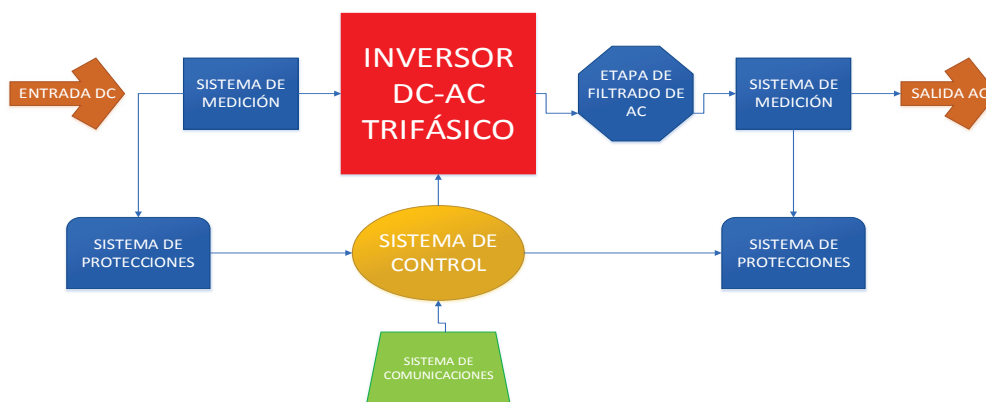 ENTRADA DC
SISTEMA DE
MEDICIÓN
INVERSOR
DC-AC
TRIFÁSICO
ETAPA DE
FILTRADO DE
AC
SISTEMA DE
MEDICIÓN
SALIDA AC
SISTEMA DE
PROTECCIONES
SISTEMA DE
CONTROL
SISTEMA DE
PROTECCIONES
SISTEMA DE
COMUNICACIONES